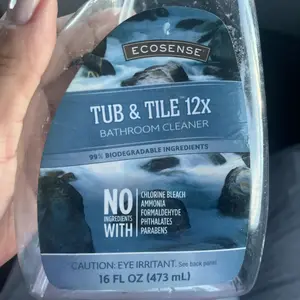 ECOSENSE
TUB & TILE 12x
BATHROOM CLEANER
99% BIODEGRADABLE INGREDIENTS
NO
INGREDIENTS
WITH
CHLORINE BLEACH
AMMONIA
FORMALDEHYDE
PHTHALATES
PARABENS
CAUTION: EYE IRRITANT. See back panel
16 FL OZ (473 mL)